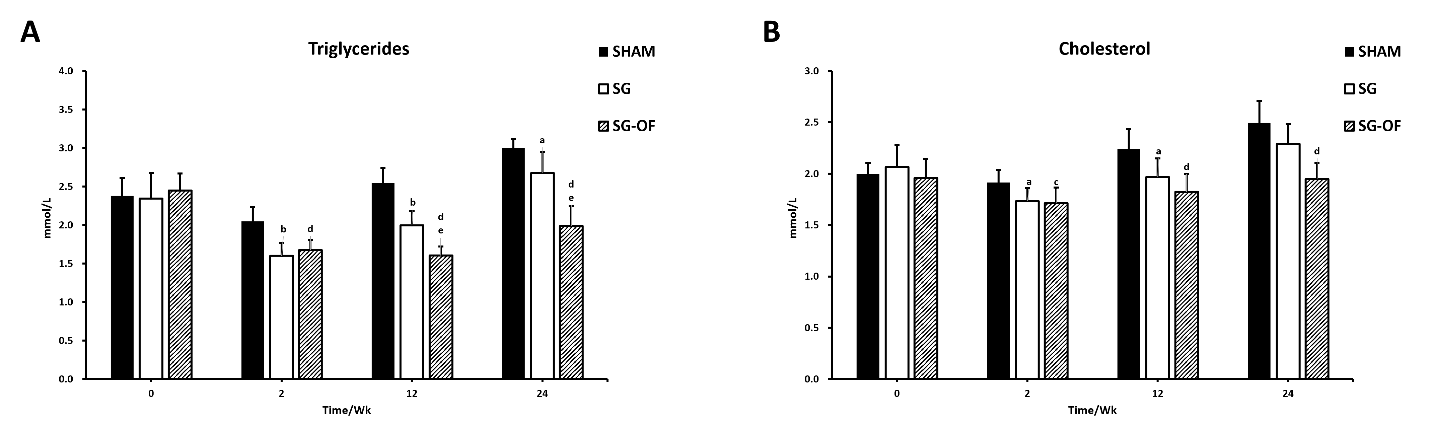 A
Triglycerides
SHAM
SG
SG-OF
4.0
3.5
3.0
2.5
2.0
1.5
1.0
0.5
0.0
mmol/L
b
d
b
d
e
a
d
e
0
2
12
24
Time/Wk
B
Cholesterol
SHAM
SG
SG-OF
3.0
2.5
2.0
1.5
1.0
0.5
0.0
mmol/L
a
c
a
d
d
0
2
12
24
Time/Wk